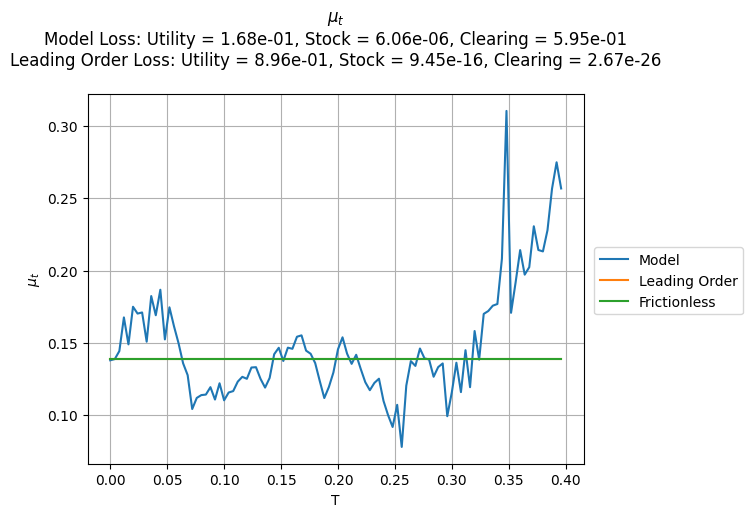 μt
Model Loss: Utility = 1.68e-01, Stock = 6.06e-06, Clearing = 5.95e-01
Leading Order Loss: Utility = 8.96e-01, Stock = 9.45e-16, Clearing = 2.67e-26
0.30
0.25
0.20
0.15
0.10
μt
0.00 0.05 0.10 0.15 0.20 0.25 0.30 0.35 0.40
T
Model
Leading Order
Frictionless